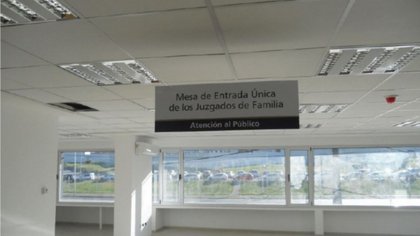 Mesa de Entrada Única
de los Juzgados de Familia
Atención al Público